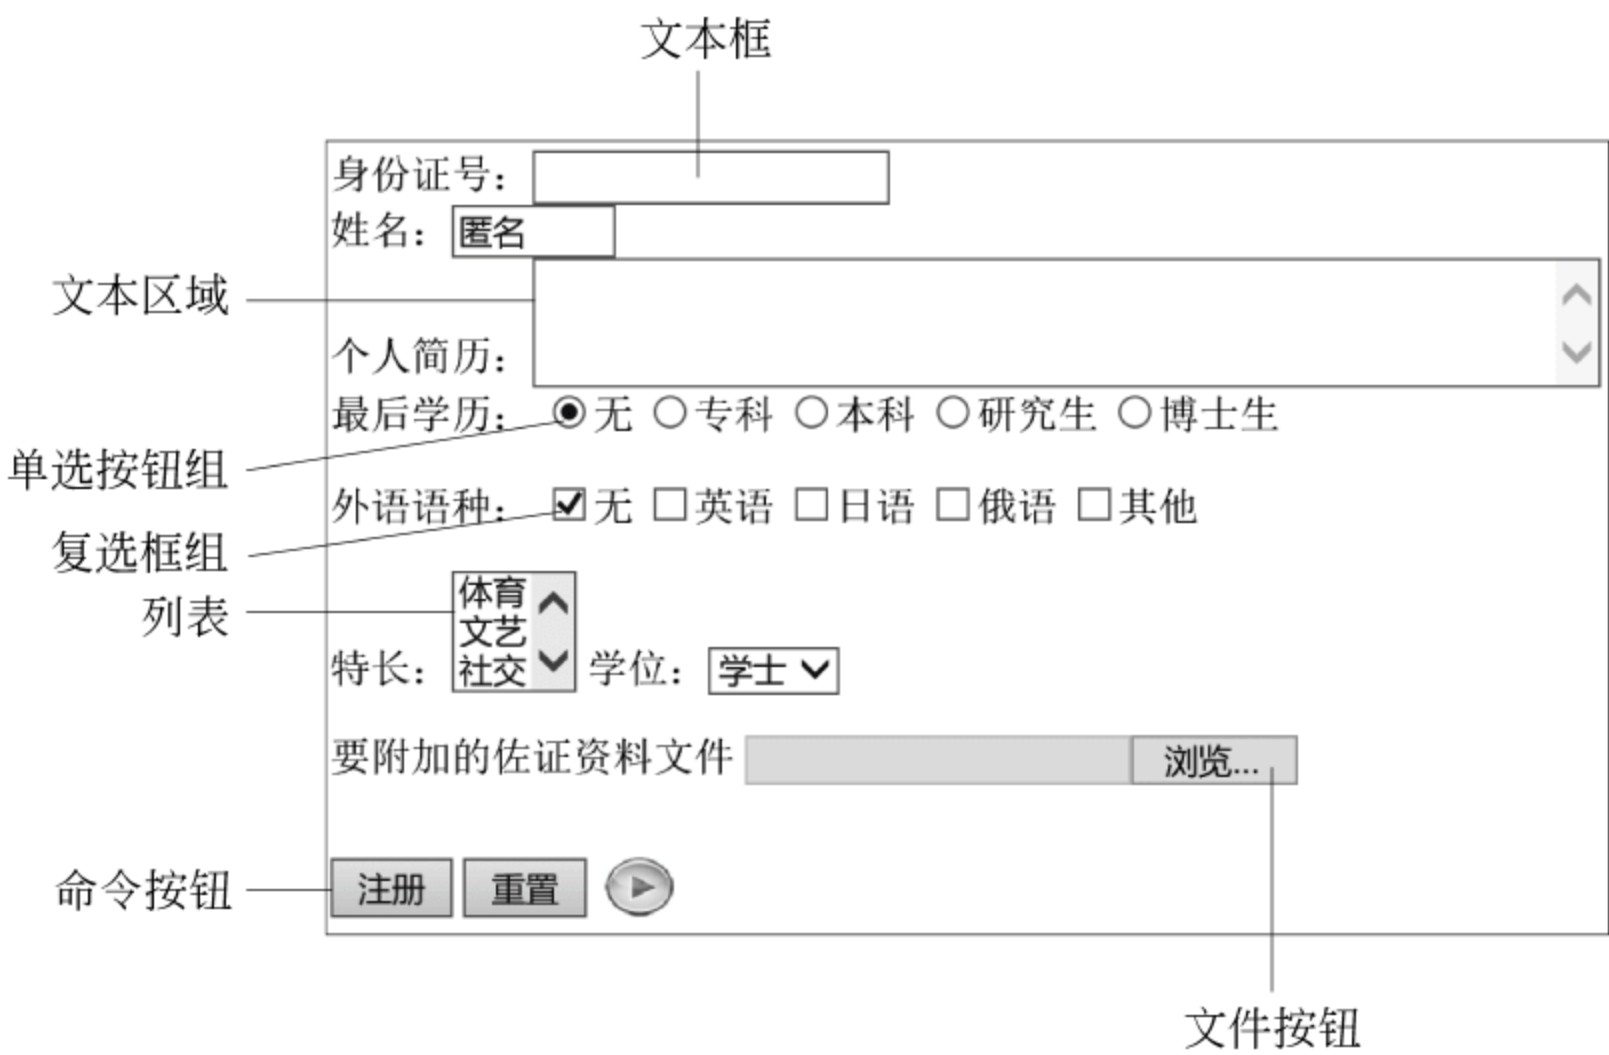 文本框
身份证号：
姓名： 匿名
文本区域
个人简历：
最后学历： 无 专科 本科 研究生 博士生
单选按钮组
外语语种： 无 英语 日语 俄语 其他
复选框组
列表
体育
文艺
社交
特长： 学位： 学士
要附加的佐证资料文件 浏览...
命令按钮 注册 重置
文件按钮